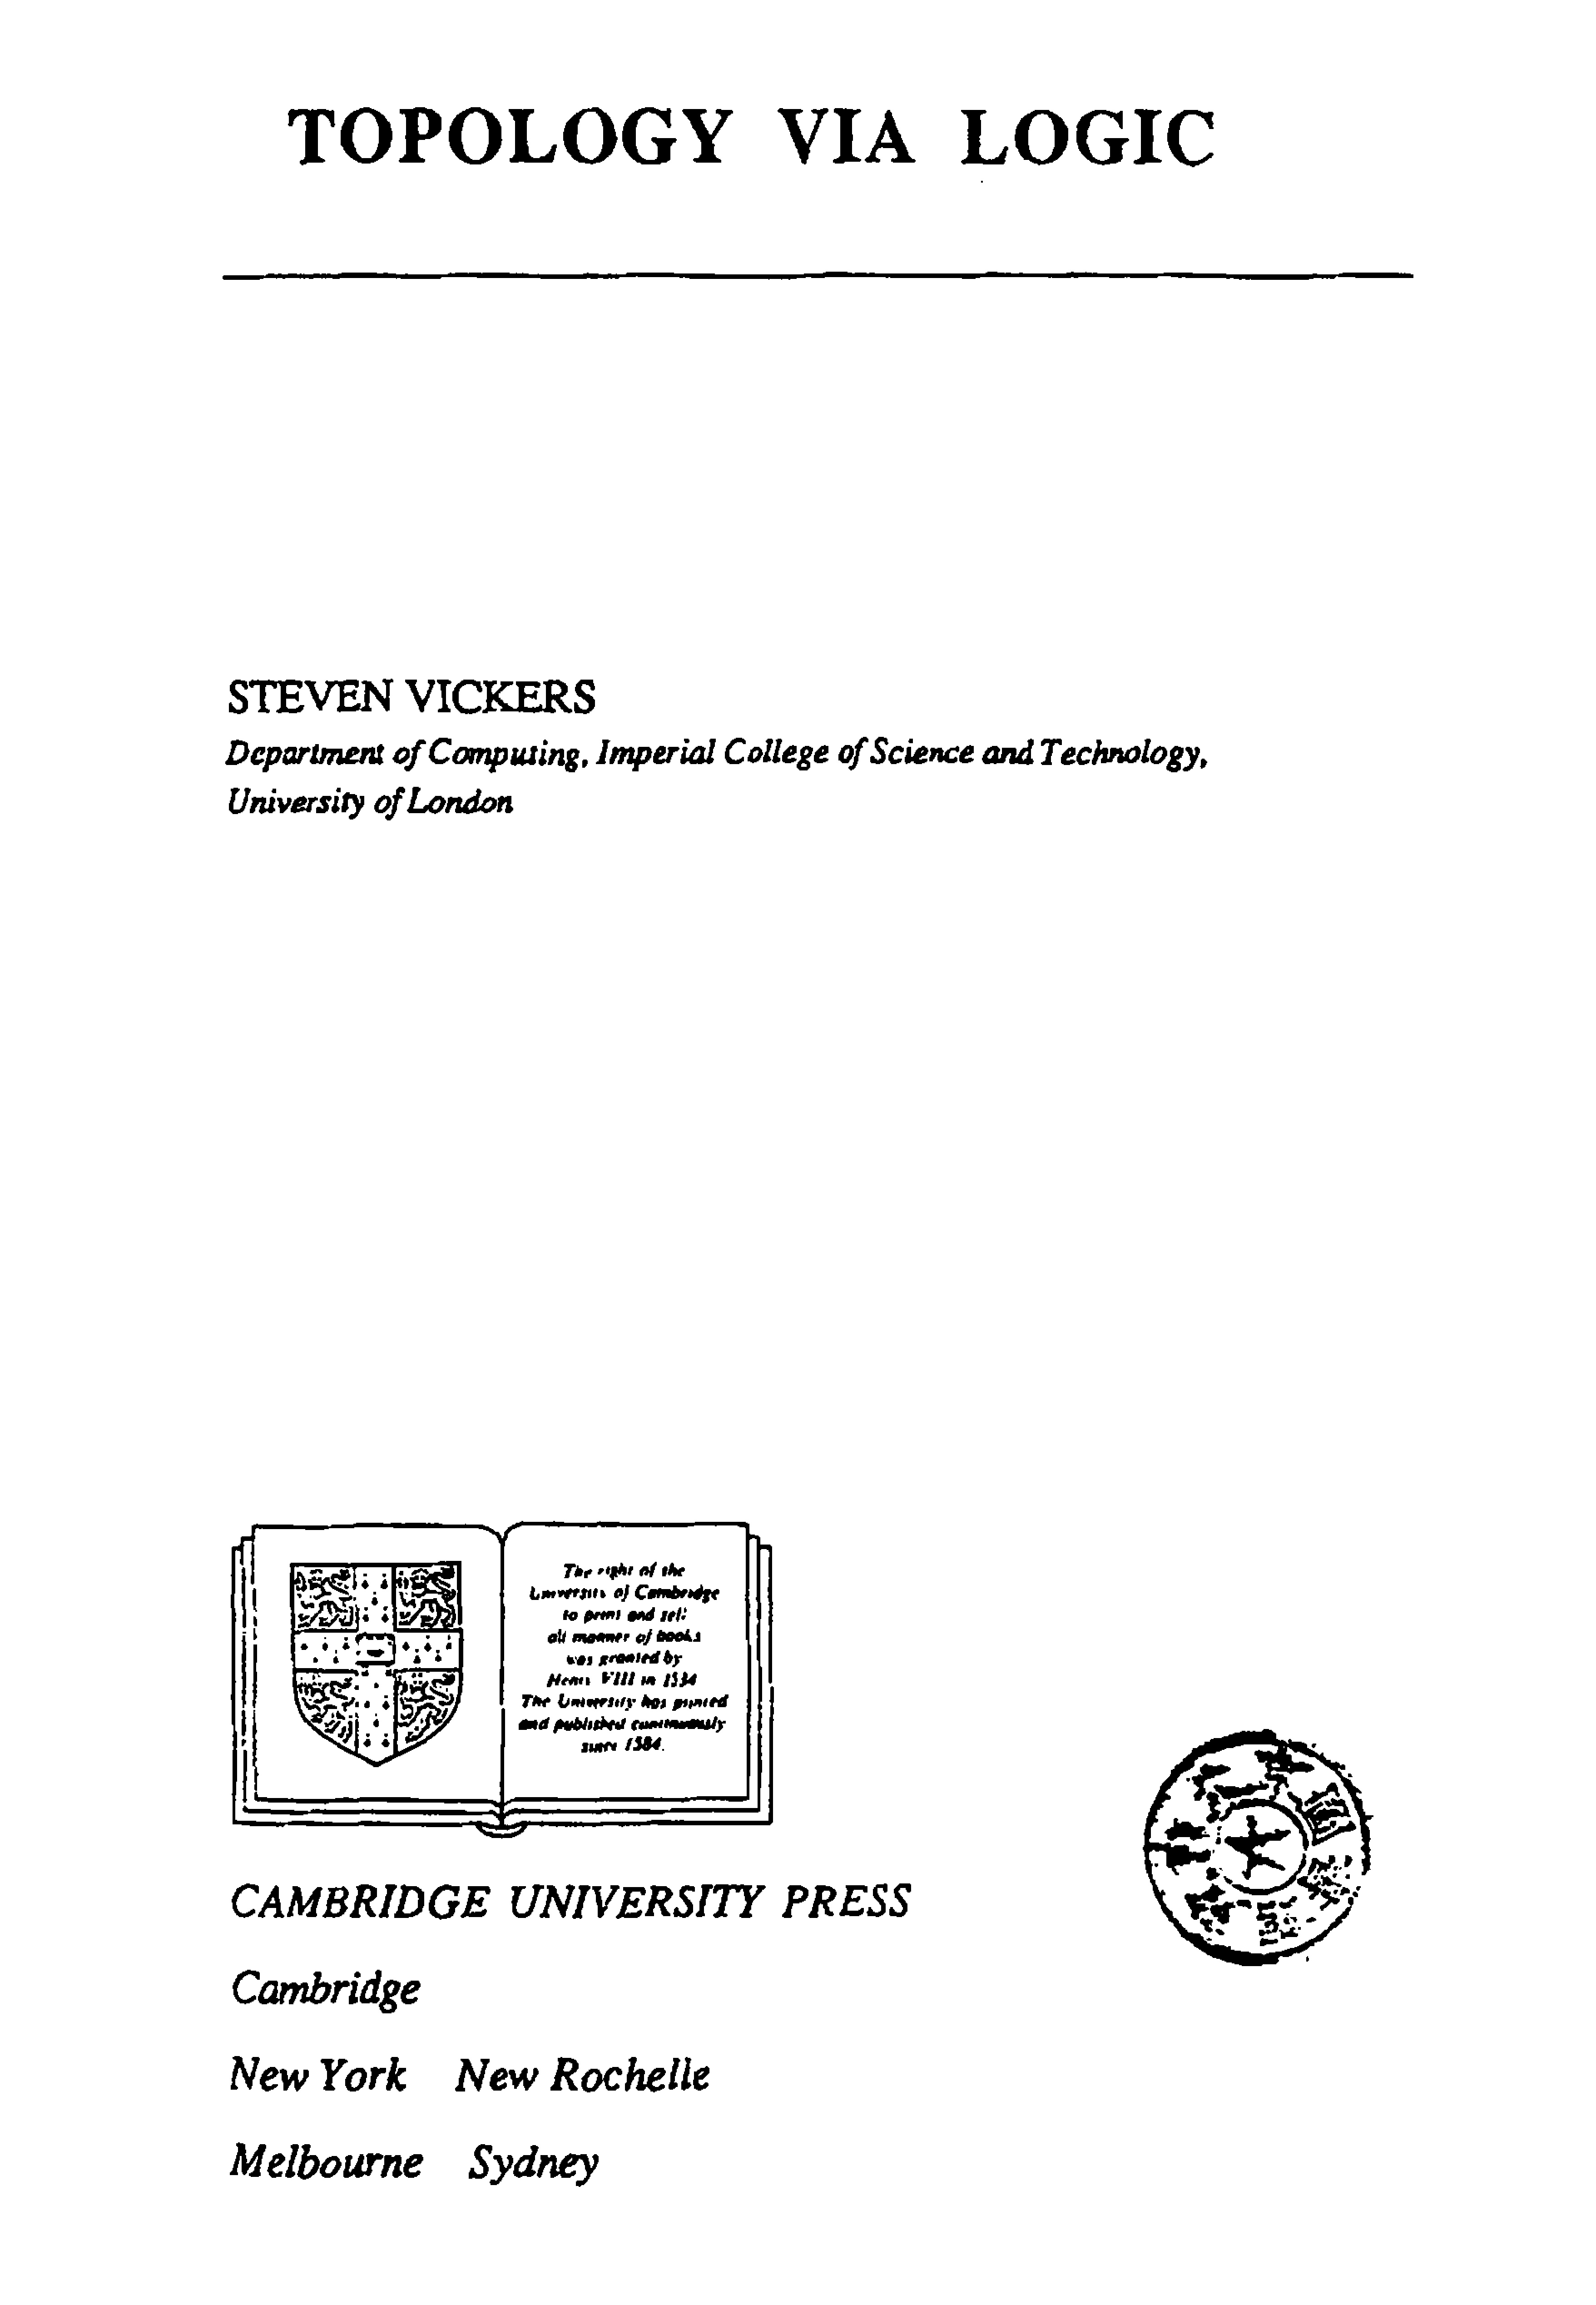 TOPOLOGY VIA LOGIC
STEVEN VICKERS
Department of Computing, Imperial College of Science and Technology,
University of London
The right of the
University of Cambridge
to print and sell
all manner of books
was granted by
Henry VIII in 1534
The University has printed
and published continuously
since 1584.
CAMBRIDGE UNIVERSITY PRESS
Cambridge
New York New Rochelle
Melbourne Sydney